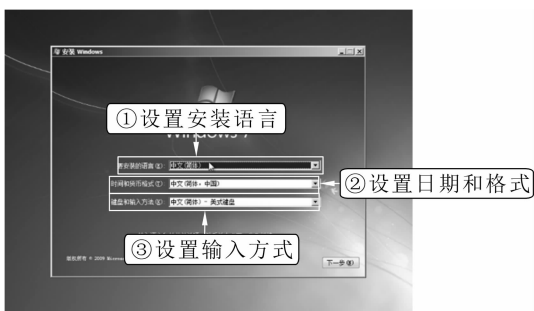 安装 Windows
①设置安装语言
Windows 7
要安装的语言(E): 中文(简体)
时间和货币格式(T): 中文(简体，中国)
②设置日期和格式
键盘和输入方法(K): 中文(简体) - 美式键盘
③设置输入方式
版权所有 © 2009
下一步(N)